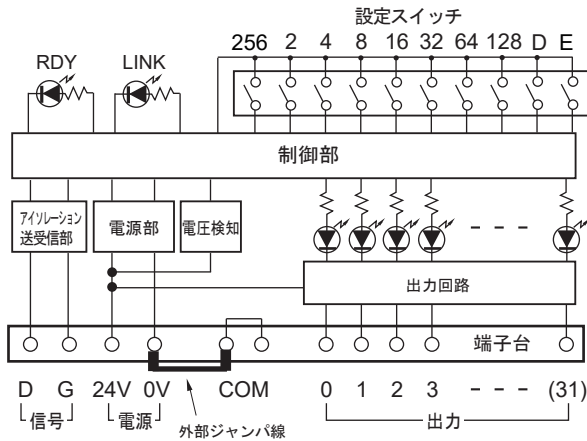 設定スイッチ
256 2 4 8 16 32 64 128 D E
RDY LINK
制御部
アイソレーション
送受信部
電源部
電圧検知
出力回路
端子台
D G 24V 0V COM 0 1 2 3 (31)
信号 電源 出力
外部ジャンパ線